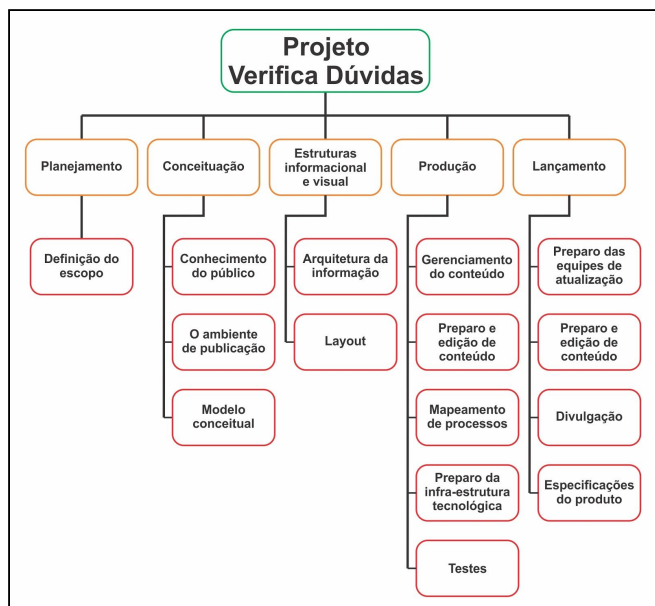 Projeto
Verifica Dúvidas
Planejamento
Conceituação
Estruturas
informacional
e visual
Produção
Lançamento
Definição do
escopo
Conhecimento
do público
O ambiente
de publicação
Modelo
conceitual
Arquitetura da
informação
Layout
Gerenciamento
do conteúdo
Preparo e
edição de
conteúdo
Mapeamento
de processos
Preparo da
infra-estrutura
tecnológica
Testes
Preparo das
equipes de
atualização
Preparo e
edição de
conteúdo
Divulgação
Especificações
do produto